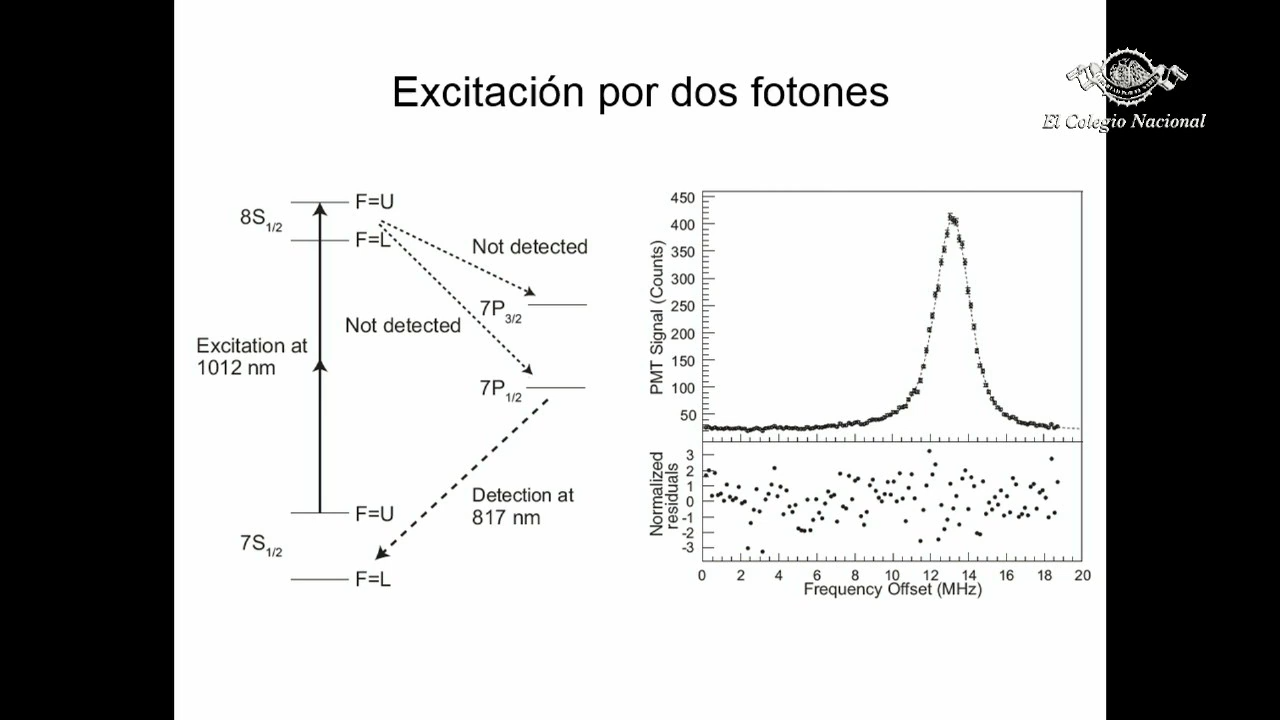 Excitación por dos fotones
El Colegio Nacional
8S1/2
F=U
F=L
Not detected
7P3/2
Not detected
Excitation at
1012 nm
7P1/2
Detection at
817 nm
F=U
7S1/2
F=L
PMT Signal (Counts)
450
400
350
300
250
200
150
100
50
Normalized
residuals
3
2
1
0
-1
-2
-3
0 2 4 6 8 10 12 14 16 18 20
Frequency Offset (MHz)